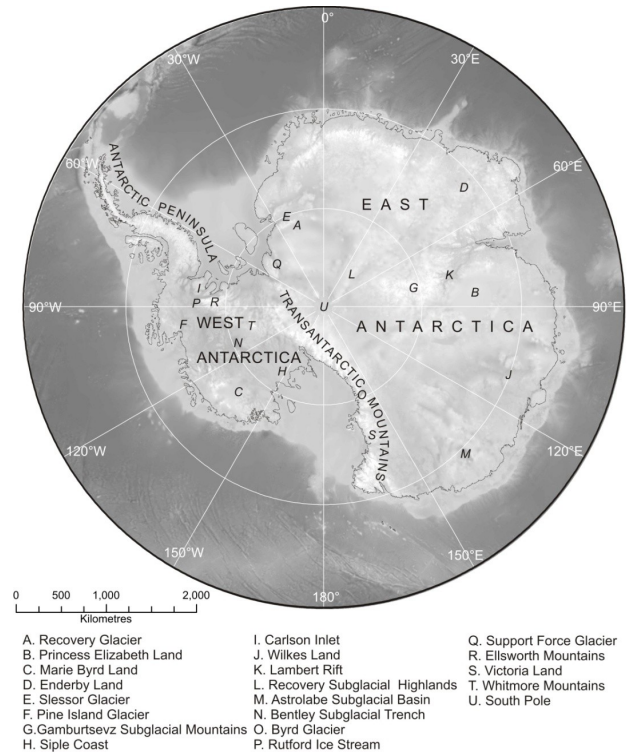 0°
30°W
30°E
60°W
60°E
ANTARCTIC PENINSULA
D
EAST
E
A
Q
L
K
G
B
I
P
R
U
90°W
90°E
F
WEST
T
TRANSANTARCTIC MOUNTAINS
ANTARCTICA
N
ANTARCTICA
H
J
C
O
S
M
120°W
120°E
150°W
150°E
180°
0 500 1,000 2,000
Kilometres
A. Recovery Glacier
B. Princess Elizabeth Land
C. Marie Byrd Land
D. Enderby Land
E. Slessor Glacier
F. Pine Island Glacier
G.Gamburtsevz Subglacial Mountains
H. Siple Coast
I. Carlson Inlet
J. Wilkes Land
K. Lambert Rift
L. Recovery Subglacial Highlands
M. Astrolabe Subglacial Basin
N. Bentley Subglacial Trench
O. Byrd Glacier
P. Rutford Ice Stream
Q. Support Force Glacier
R. Ellsworth Mountains
S. Victoria Land
T. Whitmore Mountains
U. South Pole